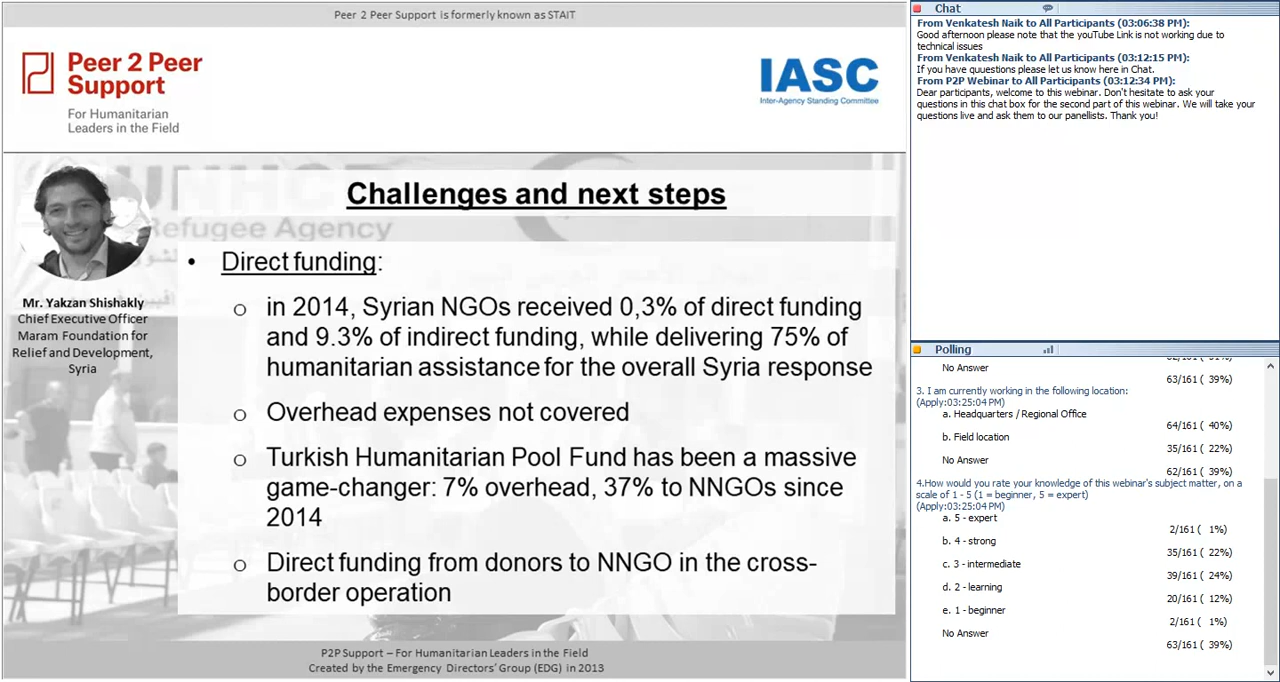 Peer 2 Peer Support is formerly known as STAIT
Peer 2 Peer
Support
For Humanitarian
Leaders in the Field
IASC
Inter-Agency Standing Committee
UNHC
Refugee Agency
Challenges and next steps
Mr. Yakzan Shishakly
Chief Executive Officer
Maram Foundation for
Relief and Development,
Syria
• Direct funding:
o in 2014, Syrian NGOs received 0,3% of direct funding
and 9.3% of indirect funding, while delivering 75% of
humanitarian assistance for the overall Syria response
o Overhead expenses not covered
o Turkish Humanitarian Pool Fund has been a massive
game-changer: 7% overhead, 37% to NNGOs since
2014
o Direct funding from donors to NNGO in the cross-
border operation
P2P Support – For Humanitarian Leaders in the Field
Created by the Emergency Directors' Group (EDG) in 2013
Chat
From Venkatesh Naik to All Participants (03:06:38 PM):
Good afternoon please note that the youTube Link is not working due to
technical issues
From Venkatesh Naik to All Participants (03:12:15 PM):
If you have quuestions please let us know here in Chat.
From P2P Webinar to All Participants (03:12:34 PM):
Dear participants, welcome to this webinar. Don't hesitate to ask your
questions in this chat box for the second part of this webinar. We will take your
questions live and ask them to our panellists. Thank you!
Polling
No Answer
63/161 ( 39%)
3. I am currently working in the following location:
(Apply:03:25:04 PM)
a. Headquarters / Regional Office
64/161 ( 40%)
b. Field location
35/161 ( 22%)
No Answer
62/161 ( 39%)
4.How would you rate your knowledge of this webinar's subject matter, on a
scale of 1 - 5 (1 = beginner, 5 = expert)
(Apply:03:25:04 PM)
a. 5 - expert
2/161 ( 1%)
b. 4 - strong
35/161 ( 22%)
c. 3 - intermediate
39/161 ( 24%)
d. 2 - learning
20/161 ( 12%)
e. 1 - beginner
2/161 ( 1%)
No Answer
63/161 ( 39%)